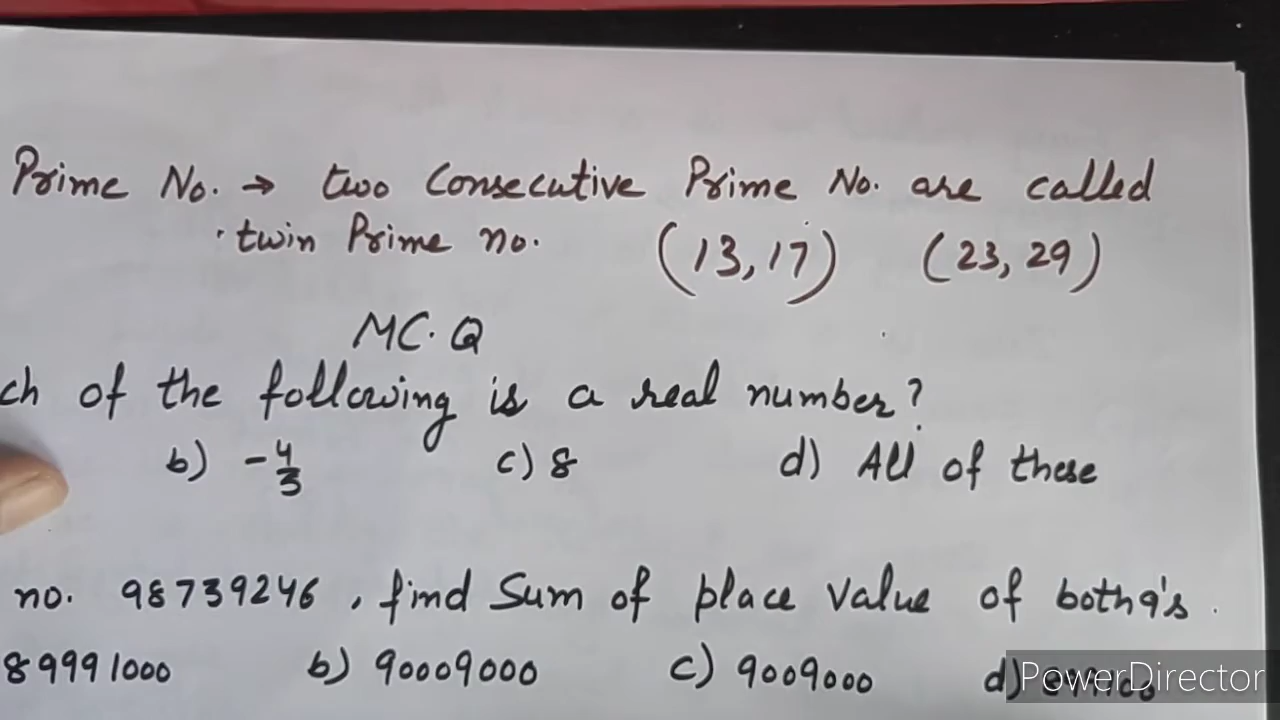 Prime No. → two Consecutive Prime No. are called
twin Prime no. (13,17) (23, 29)
MC.Q
ch of the following is a real number?
b) -4/3 c) 8 d) All of these
no. 98739246, find Sum of place value of both 9's.
89991000 b) 90009000 c) 9009000 d)
PowerDirector